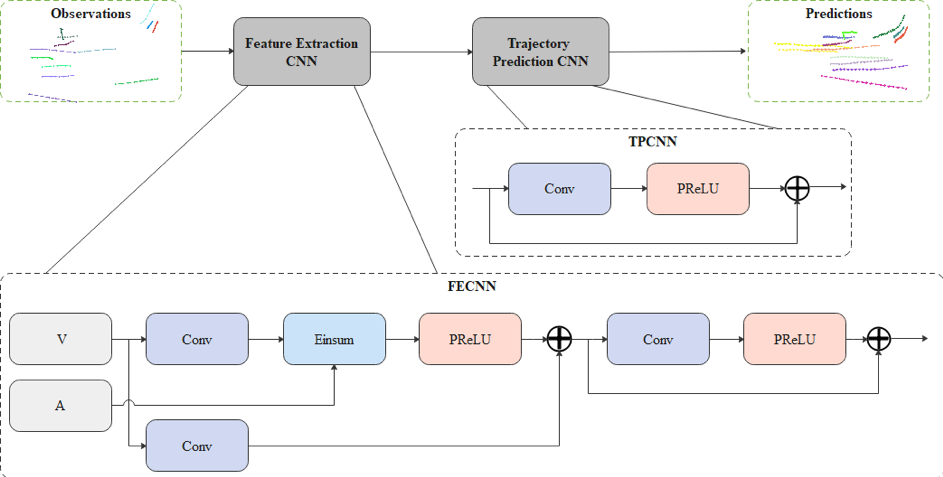 Observations
Feature Extraction
CNN
Trajectory
Prediction CNN
Predictions
TPCNN
Conv
PReLU
FECNN
V
Conv
Einsum
PReLU
Conv
PReLU
A
Conv